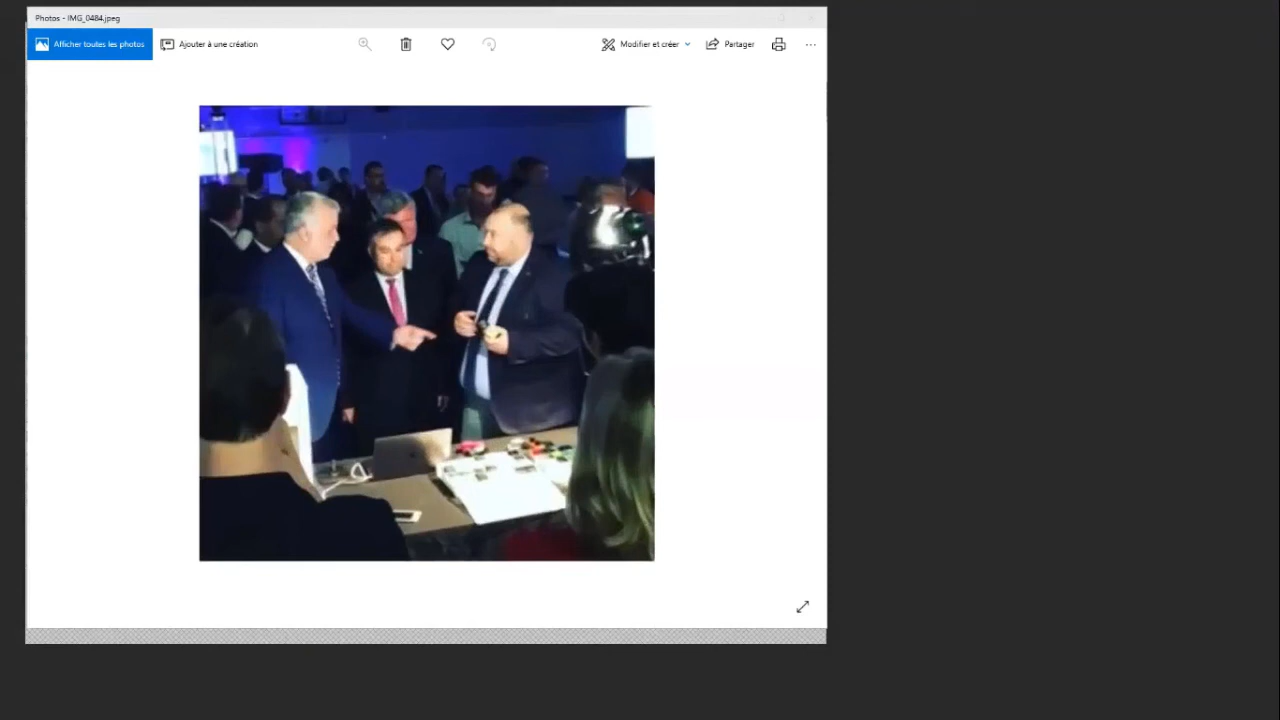 Photos - IMG_0484.jpeg
Afficher toutes les photos
Ajouter à une création
Modifier et créer
Partager